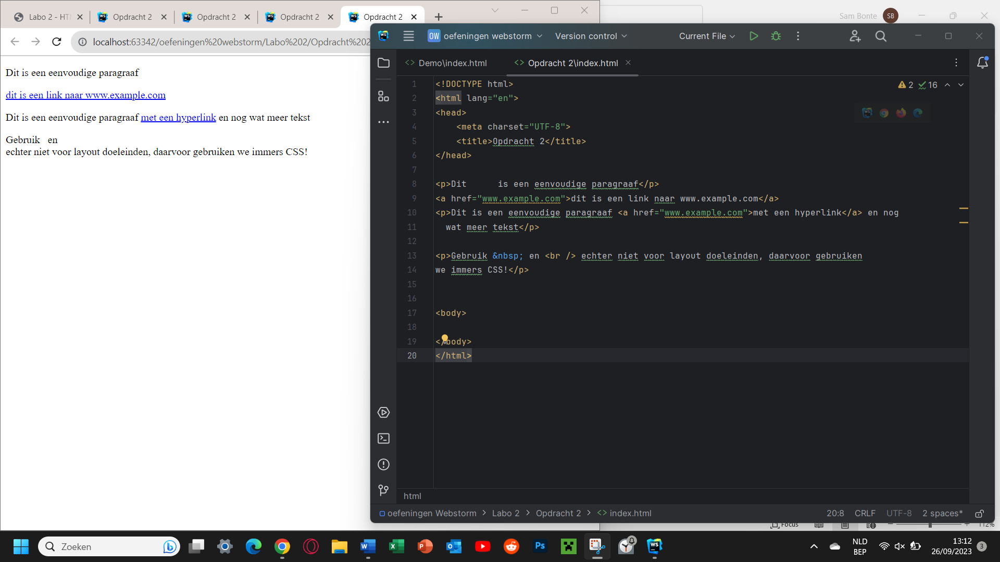 Labo 2 - HT
Opdracht 2
Opdracht 2
Opdracht 2
Opdracht 2
Sam Bonte
SB
localhost:63342/oefeningen%20webstorm/Labo%202/Opdracht%202
Dit is een eenvoudige paragraaf
dit is een link naar www.example.com
Dit is een eenvoudige paragraaf met een hyperlink en nog wat meer tekst
Gebruik   en
echter niet voor layout doeleinden, daarvoor gebruiken we immers CSS!
WS
OW oefeningen webstorm
Version control
Current File
Demo\index.html
Opdracht 2\index.html
2 16
1 <!DOCTYPE html>
2 <html lang="en">
3 <head>
4     <meta charset="UTF-8">
5     <title>Opdracht 2</title>
6 </head>
7
8 <p>Dit      is een eenvoudige paragraaf</p>
9 <a href="www.example.com">dit is een link naar www.example.com</a>
10 <p>Dit is een eenvoudige paragraaf <a href="www.example.com">met een hyperlink</a> en nog
11   wat meer tekst</p>
12
13 <p>Gebruik &nbsp; en <br /> echter niet voor layout doeleinden, daarvoor gebruiken
14 we immers CSS!</p>
15
16
17 <body>
18
19 </body>
20 </html>
html
oefeningen Webstorm > Labo 2 > Opdracht 2 > <> index.html
20:8 CRLF UTF-8 2 spaces*
Focus
112%
Zoeken
Ps
WS
NLD
BEP
13:12
26/09/2023
3